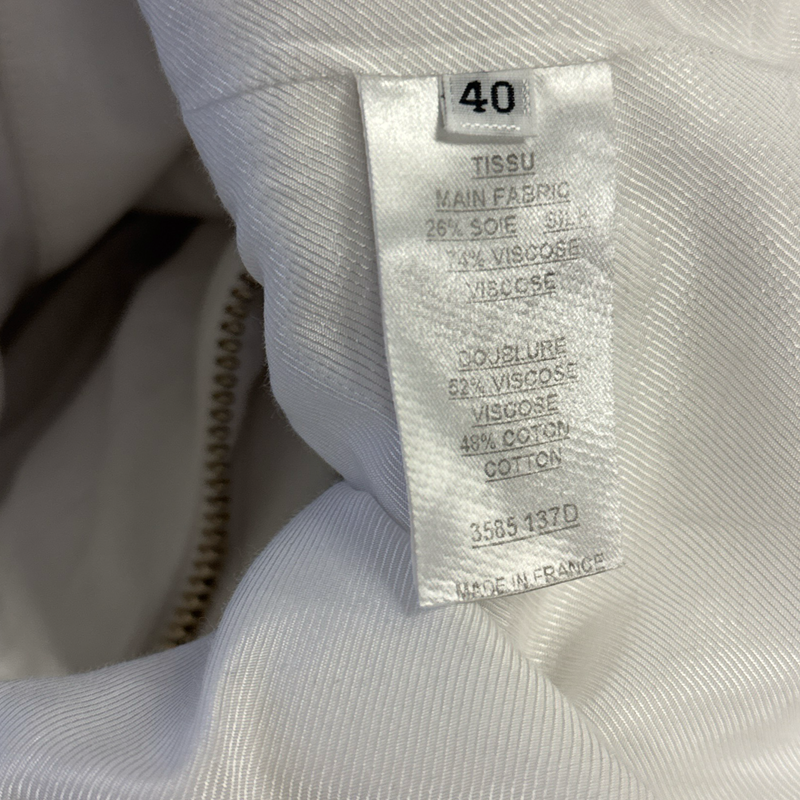 40
TISSU
MAIN FABRIC
26% SOIE SILK
74% VISCOSE
VISCOSE
DOUBLURE
52% VISCOSE
VISCOSE
48% COTON
COTTON
3585 137D
MADE IN FRANCE